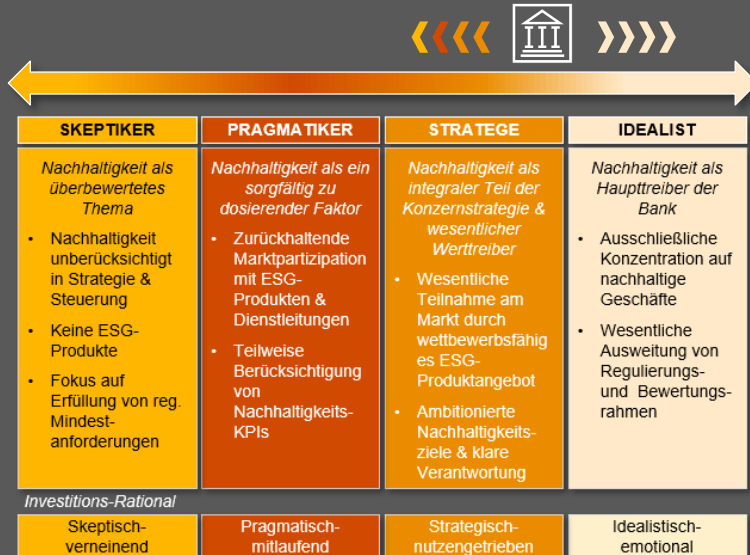 SKEPTIKER
Nachhaltigkeit als
überbewertetes
Thema
• Nachhaltigkeit
unberücksichtigt
in Strategie &
Steuerung
• Keine ESG-
Produkte
• Fokus auf
Erfüllung von reg.
Mindest-
anforderungen
PRAGMATIKER
Nachhaltigkeit als ein
sorgfältig zu
dosierender Faktor
• Zurückhaltende
Marktpartizipation
mit ESG-
Produkten &
Dienstleitungen
• Teilweise
Berücksichtigung
von
Nachhaltigkeits-
KPIs
STRATEGE
Nachhaltigkeit als
integraler Teil der
Konzernstrategie &
wesentlicher
Werttreiber
• Wesentliche
Teilnahme am
Markt durch
wettbewerbsfähig
es ESG-
Produktangebot
• Ambitionierte
Nachhaltigkeits-
ziele & klare
Verantwortung
IDEALIST
Nachhaltigkeit als
Haupttreiber der
Bank
• Ausschließliche
Konzentration auf
nachhaltige
Geschäfte
• Wesentliche
Ausweitung von
Regulierungs-
und Bewertungs-
rahmen
Investitions-Rational
Skeptisch-
verneinend
Pragmatisch-
mitlaufend
Strategisch-
nutzengetrieben
Idealistisch-
emotional